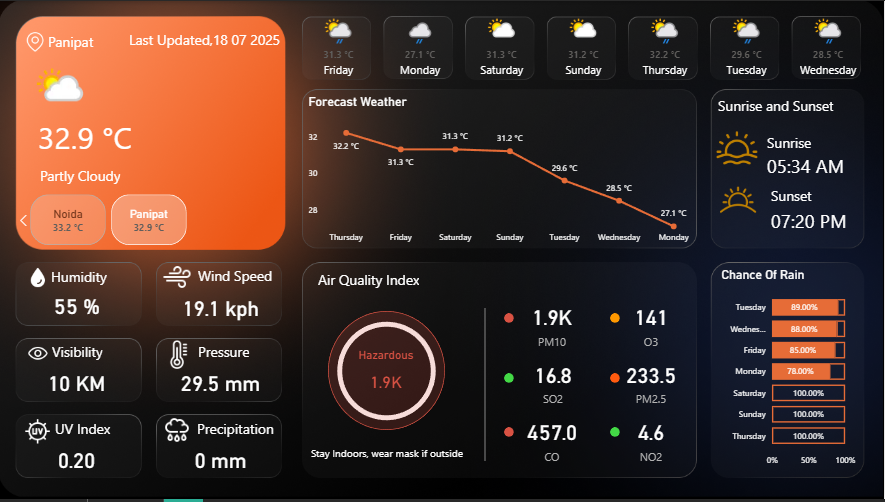 Panipat
Last Updated,18 07 2025
32.9 °C
Partly Cloudy
Noida
33.2 °C
Panipat
32.9 °C
31.3 °C
Friday
27.1 °C
Monday
31.3 °C
Saturday
31.2 °C
Sunday
32.2 °C
Thursday
29.6 °C
Tuesday
28.5 °C
Wednesday
Forecast Weather
32
30
28
32.2 °C
31.3 °C
31.3 °C
31.2 °C
29.6 °C
28.5 °C
27.1 °C
Thursday
Friday
Saturday
Sunday
Tuesday
Wednesday
Monday
Sunrise and Sunset
Sunrise
05:34 AM
Sunset
07:20 PM
Humidity
55 %
Wind Speed
19.1 kph
Visibility
10 KM
Pressure
29.5 mm
UV
UV Index
0.20
Precipitation
0 mm
Air Quality Index
Hazardous
1.9K
Stay Indoors, wear mask if outside
1.9K
PM10
141
O3
16.8
SO2
233.5
PM2.5
457.0
CO
4.6
NO2
Chance Of Rain
Tuesday 89.00%
Wednes... 88.00%
Friday 85.00%
Monday 78.00%
Saturday 100.00%
Sunday 100.00%
Thursday 100.00%
0% 50% 100%